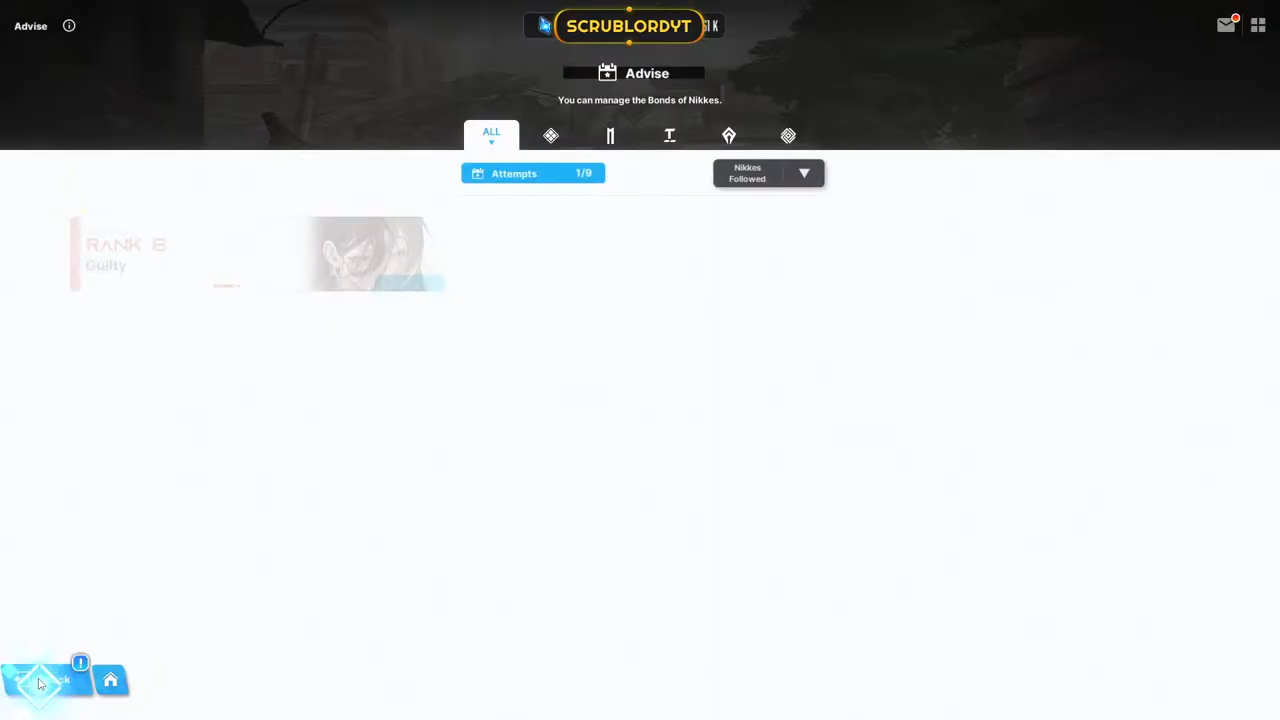 Advise
SCRUBLORDYT
Advise
You can manage the Bonds of Nikkes.
ALL
Attempts 1/9
Nikkes
Followed
RANK
Guilty